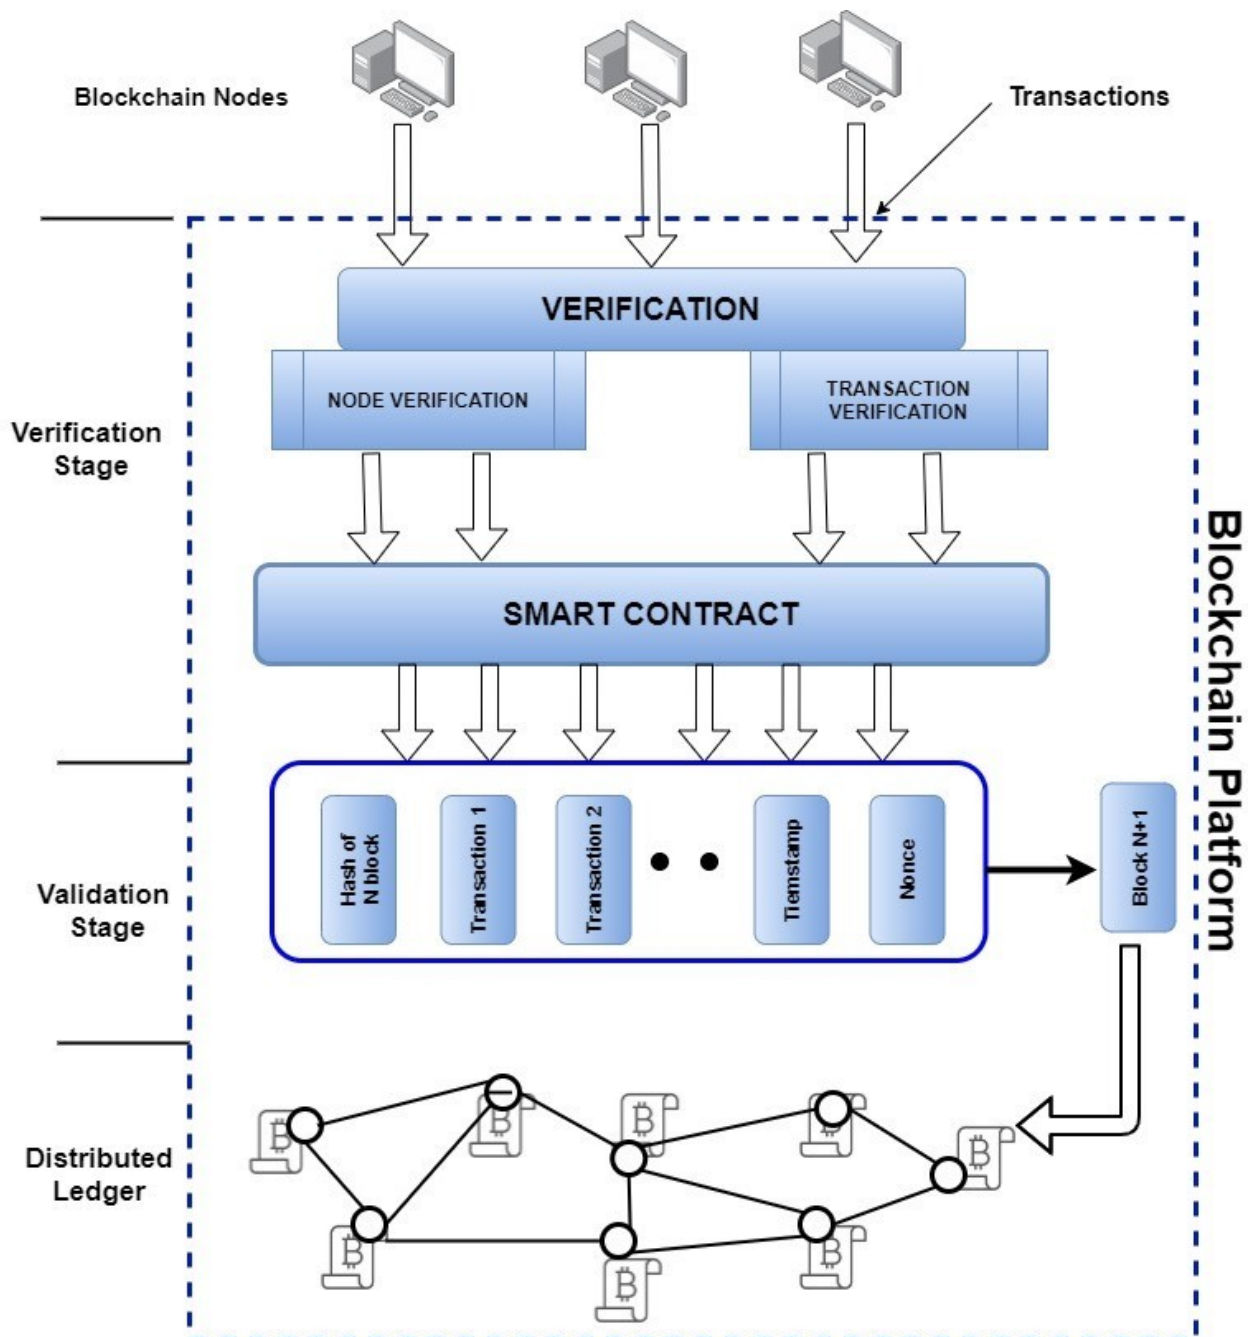 Blockchain Nodes
Transactions
VERIFICATION
NODE VERIFICATION
TRANSACTION
VERIFICATION
Verification
Stage
SMART CONTRACT
Blockchain Platform
Hash of
N block
Transaction 1
Transaction 2
Tiemstamp
Nonce
Block N+1
Validation
Stage
Distributed
Ledger